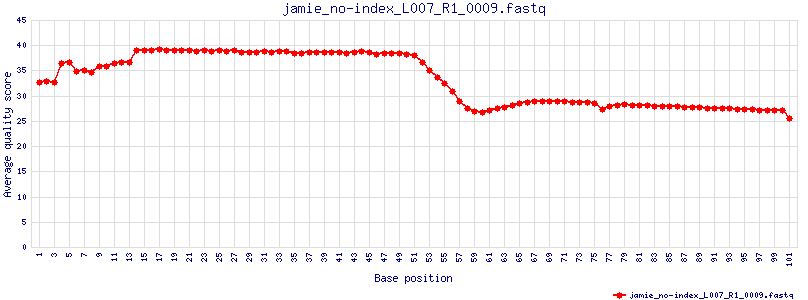 jamie_no-index_L007_R1_0009.fastq
45
40
35
30
25
20
15
10
5
0
Average quality score
1 3 5 7 9 11 13 15 17 19 21 23 25 27 29 31 33 35 37 39 41 43 45 47 49 51 53 55 57 59 61 63 65 67 69 71 73 75 77 79 81 83 85 87 89 91 93 95 97 99 101
Base position
jamie_no-index_L007_R1_0009.fastq